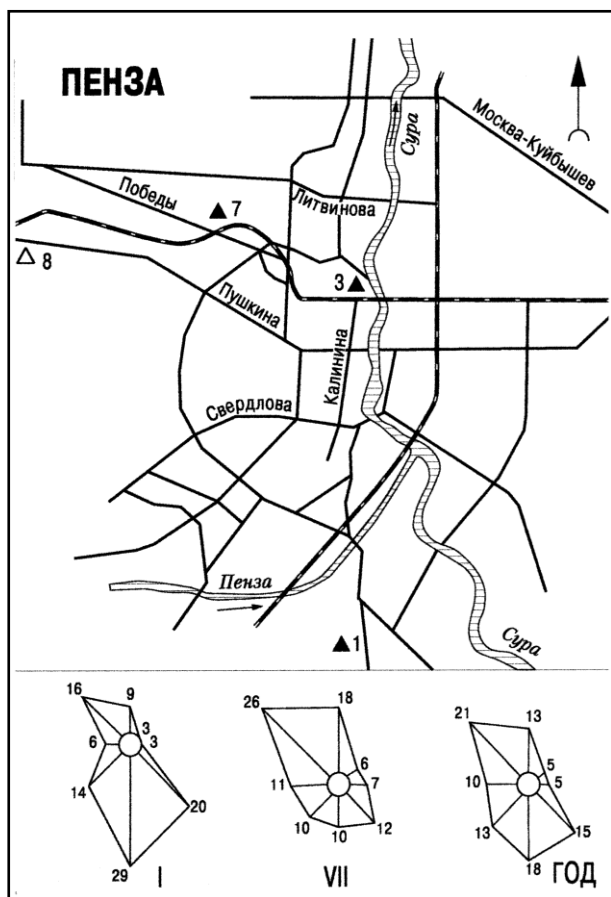 ПЕНЗА
Москва-Куйбышев
Сура
Победы
Литвинова
7
8
3
Пушкина
Калинина
Свердлова
Пенза
Сура
1
16
9
3
3
6
14
20
29
I
26
18
6
7
11
10
10
12
VII
21
13
5
5
10
13
15
18
ГОД